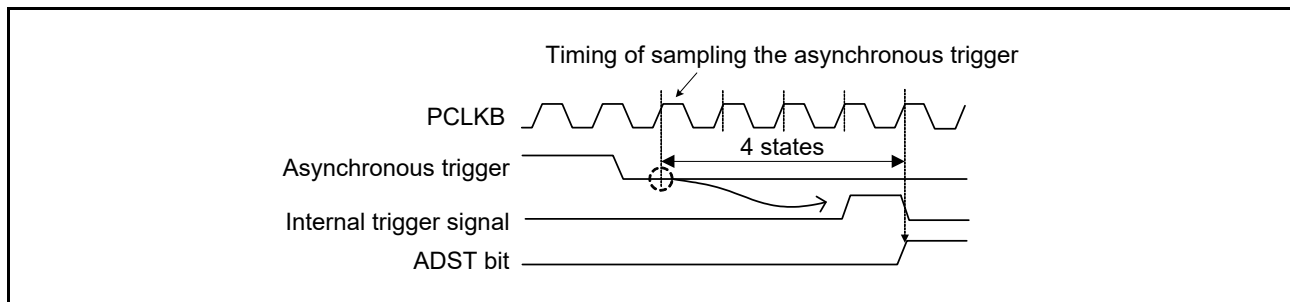 Timing of sampling the asynchronous trigger
PCLKB
4 states
Asynchronous trigger
Internal trigger signal
ADST bit